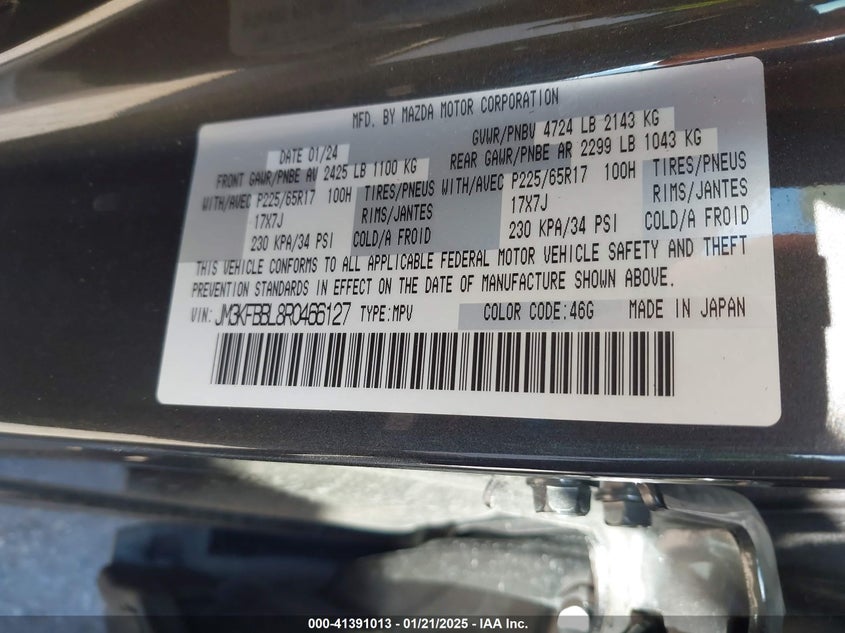 MFD. BY MAZDA MOTOR CORPORATION
DATE 01/24 GVWR/PNBV 4724 LB 2143 KG
FRONT GAWR/PNBE AV 2425 LB 1100 KG REAR GAWR/PNBE AR 2299 LB 1043 KG
WITH/AVEC P225/65R17 100H TIRES/PNEUS WITH/AVEC P225/65R17 100H TIRES/PNEUS
17X7J RIMS/JANTES 17X7J RIMS/JANTES
230 KPA/34 PSI COLD/A FROID 230 KPA/34 PSI COLD/A FROID
THIS VEHICLE CONFORMS TO ALL APPLICABLE FEDERAL MOTOR VEHICLE SAFETY AND THEFT
PREVENTION STANDARDS IN EFFECT ON THE DATE OF MANUFACTURE SHOWN ABOVE.
VIN: JM3KFBBL8R0466127 TYPE:MPV COLOR CODE:46G MADE IN JAPAN
000-41391013 — 01/21/2025 — IAA Inc.